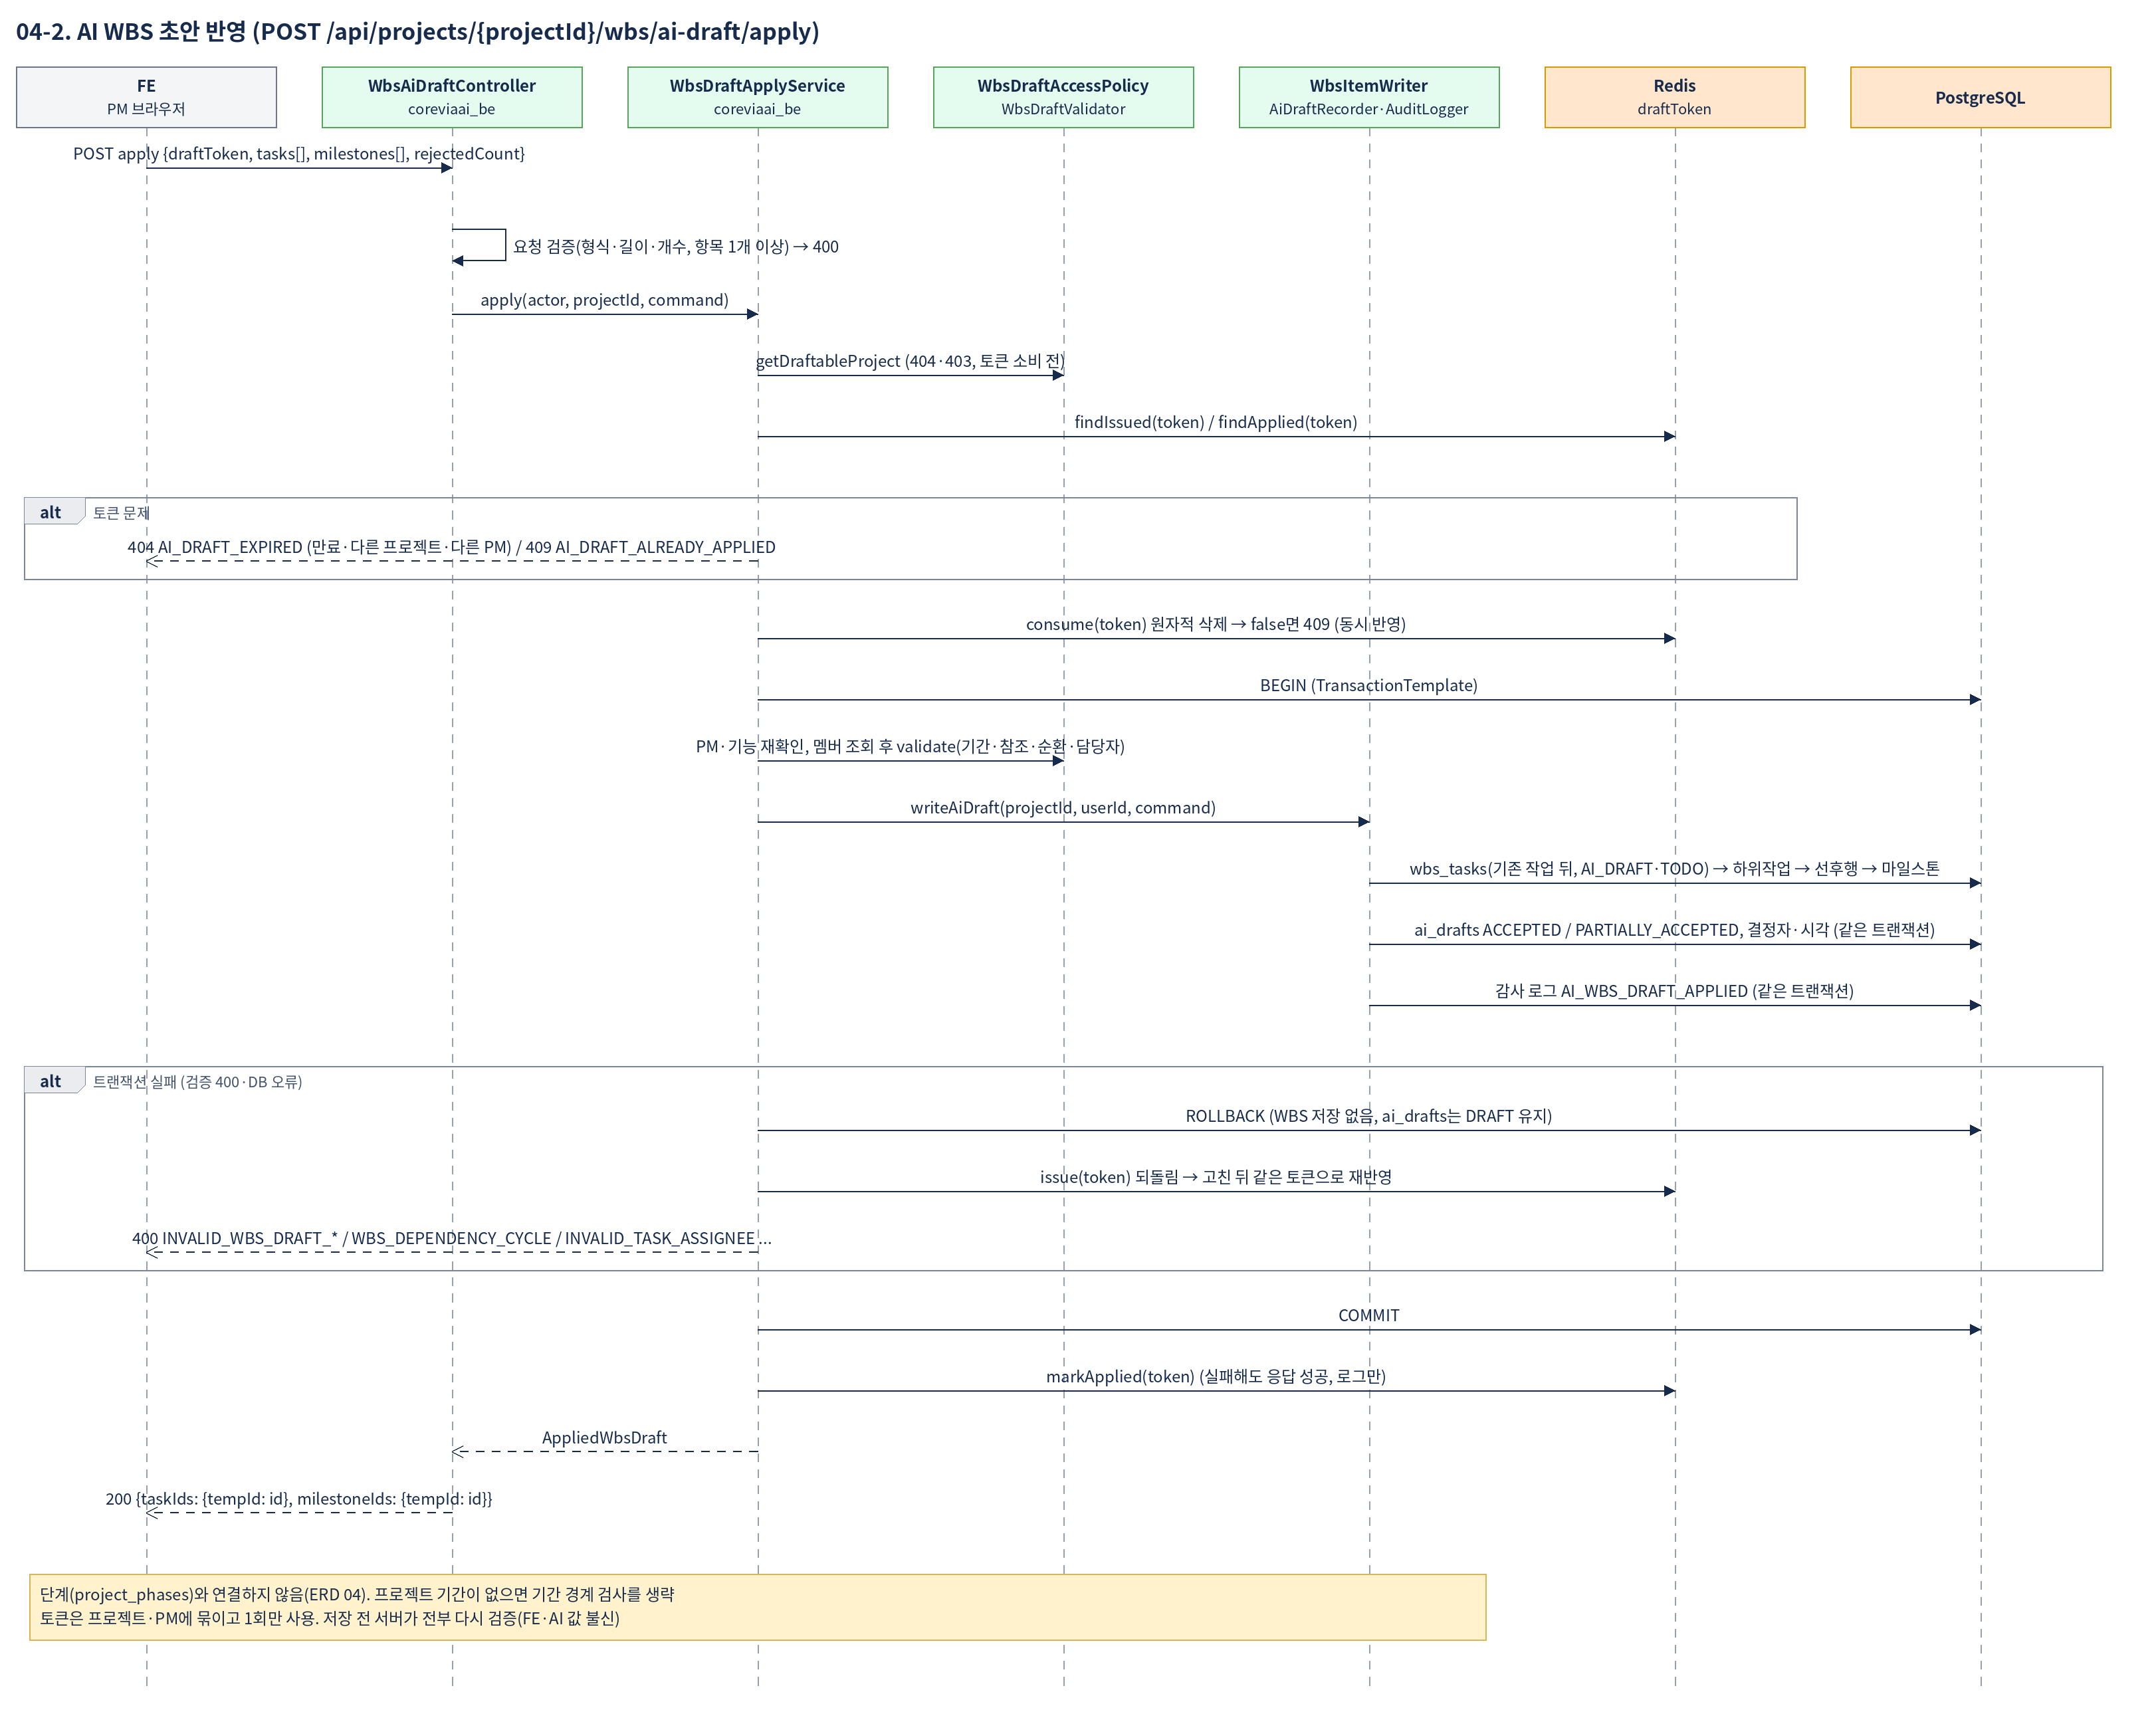 04-2. AI WBS 초안 반영 (POST /api/projects/{projectId}/wbs/ai-draft/apply)
FE
PM 브라우저
WbsAiDraftController
coreviaai_be
WbsDraftApplyService
coreviaai_be
WbsDraftAccessPolicy
WbsDraftValidator
WbsItemWriter
AiDraftRecorder·AuditLogger
Redis
draftToken
PostgreSQL
POST apply {draftToken, tasks[], milestones[], rejectedCount}
요청 검증(형식·길이·개수, 항목 1개 이상) → 400
apply(actor, projectId, command)
getDraftableProject (404·403, 토큰 소비 전)
findIssued(token) / findApplied(token)
alt 토큰 문제
404 AI_DRAFT_EXPIRED (만료·다른 프로젝트·다른 PM) / 409 AI_DRAFT_ALREADY_APPLIED
consume(token) 원자적 삭제 → false면 409 (동시 반영)
BEGIN (TransactionTemplate)
PM·기능 재확인, 멤버 조회 후 validate(기간·참조·순환·담당자)
writeAiDraft(projectId, userId, command)
wbs_tasks(기존 작업 뒤, AI_DRAFT·TODO) → 하위작업 → 선후행 → 마일스톤
ai_drafts ACCEPTED / PARTIALLY_ACCEPTED, 결정자·시각 (같은 트랜잭션)
감사 로그 AI_WBS_DRAFT_APPLIED (같은 트랜잭션)
alt 트랜잭션 실패 (검증 400·DB 오류)
ROLLBACK (WBS 저장 없음, ai_drafts는 DRAFT 유지)
issue(token) 되돌림 → 고친 뒤 같은 토큰으로 재반영
400 INVALID_WBS_DRAFT_* / WBS_DEPENDENCY_CYCLE / INVALID_TASK_ASSIGNEE ...
COMMIT
markApplied(token) (실패해도 응답 성공, 로그만)
AppliedWbsDraft
200 {taskIds: {tempId: id}, milestoneIds: {tempId: id}}
단계(project_phases)와 연결하지 않음(ERD 04). 프로젝트 기간이 없으면 기간 경계 검사를 생략
토큰은 프로젝트·PM에 묶이고 1회만 사용. 저장 전 서버가 전부 다시 검증(FE·AI 값 불신)